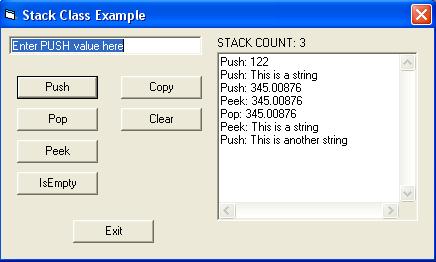 Stack Class Example
Enter PUSH value here
Push
Copy
Pop
Clear
Peek
IsEmpty
Exit
STACK COUNT: 3
Push: 122
Push: This is a string
Push: 345.00876
Peek: 345.00876
Pop: 345.00876
Peek: This is a string
Push: This is another string